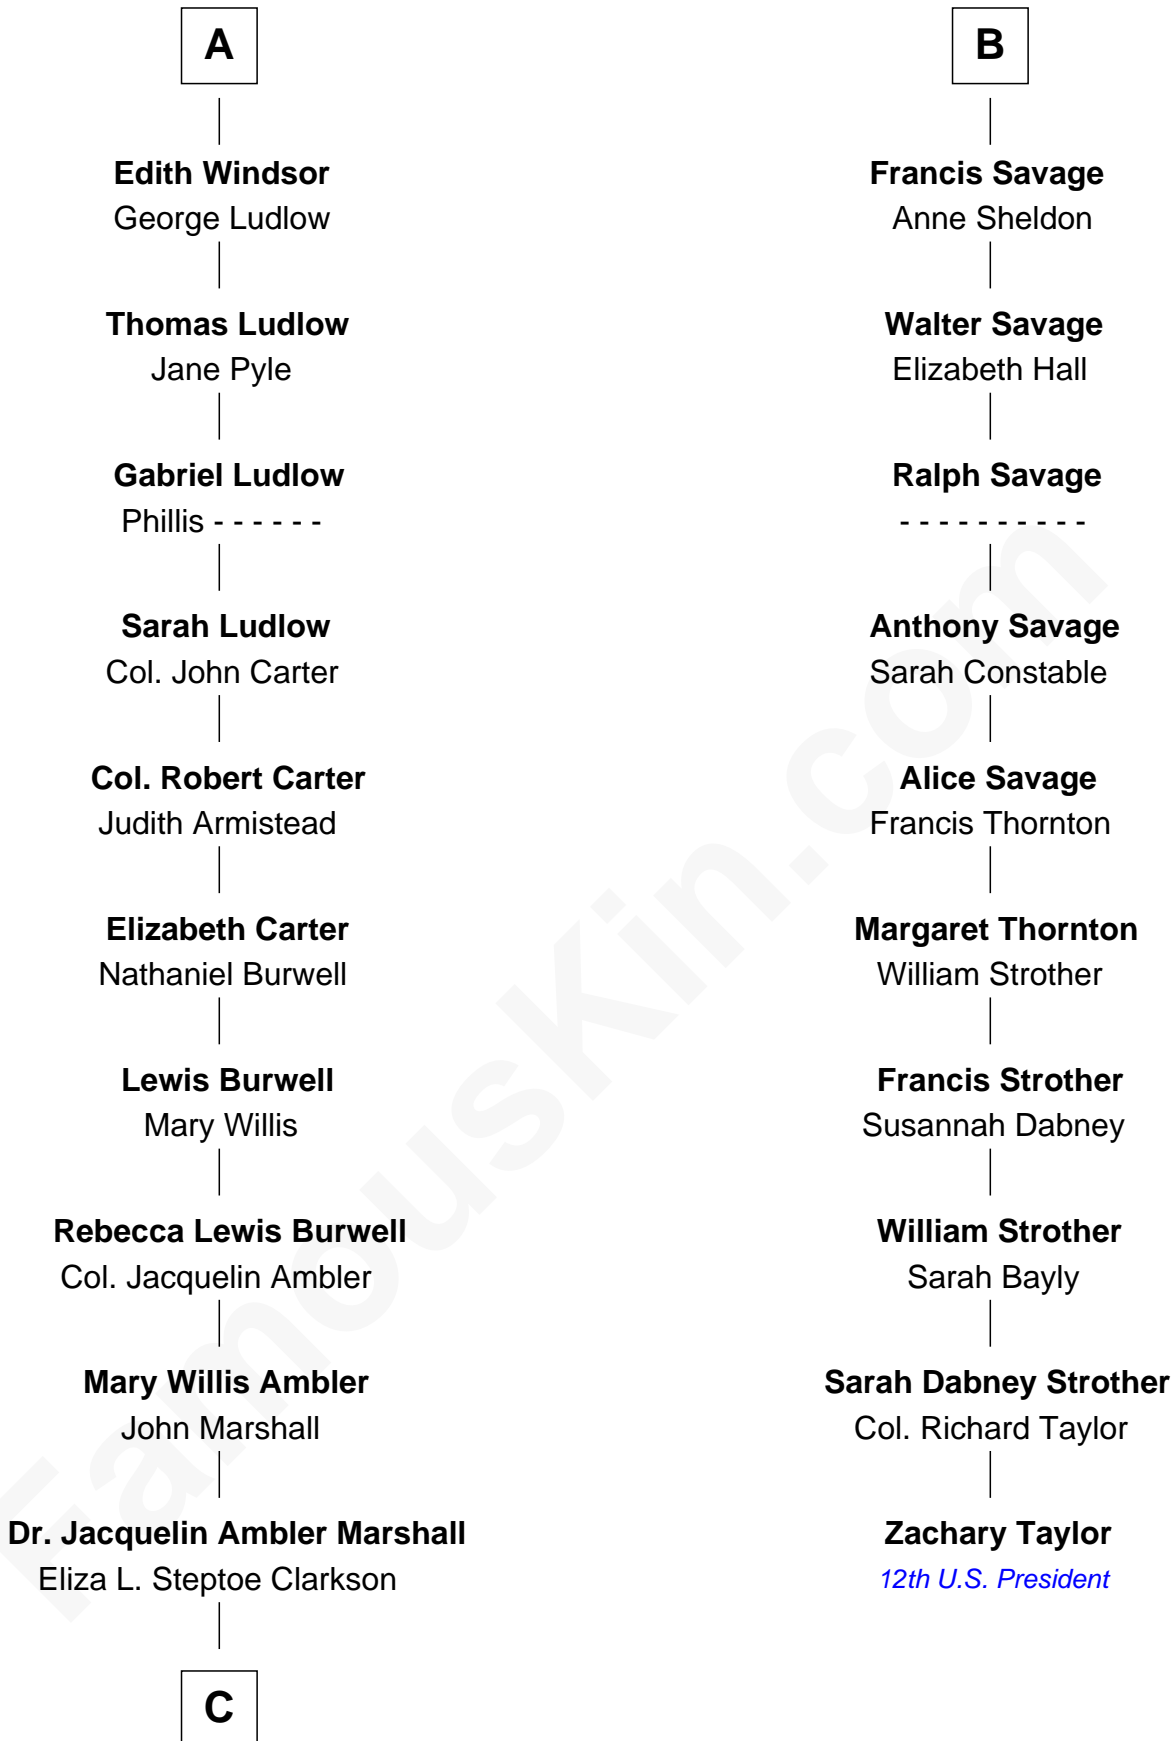 A
Edith Windsor
George Ludlow
Thomas Ludlow
Jane Pyle
Gabriel Ludlow
Phillis - - - - - -
Sarah Ludlow
Col. John Carter
Col. Robert Carter
Judith Armistead
Elizabeth Carter
Nathaniel Burwell
Lewis Burwell
Mary Willis
Rebecca Lewis Burwell
Col. Jacquelin Ambler
Mary Willis Ambler
John Marshall
Dr. Jacquelin Ambler Marshall
Eliza L. Steptoe Clarkson
C
B
Francis Savage
Anne Sheldon
Walter Savage
Elizabeth Hall
Ralph Savage
- - - - - - - - - -
Anthony Savage
Sarah Constable
Alice Savage
Francis Thornton
Margaret Thornton
William Strother
Francis Strother
Susannah Dabney
William Strother
Sarah Bayly
Sarah Dabney Strother
Col. Richard Taylor
Zachary Taylor
12th U.S. President
FamousKin.com